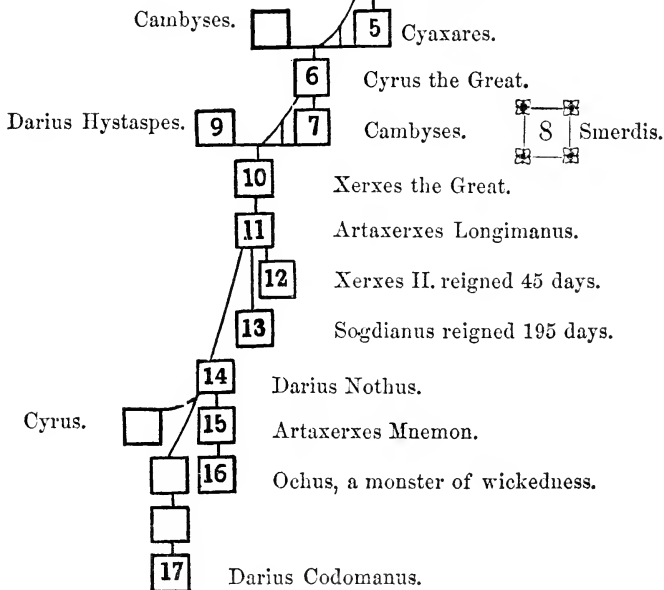 Cambyses. 5 Cyaxares.
6 Cyrus the Great.
Darius Hystaspes. 9 7 Cambyses. 8 Smerdis.
10 Xerxes the Great.
11 Artaxerxes Longimanus.
12 Xerxes II. reigned 45 days.
13 Sogdianus reigned 195 days.
14 Darius Nothus.
Cyrus. 15 Artaxerxes Mnemon.
16 Ochus, a monster of wickedness.
17 Darius Codomanus.